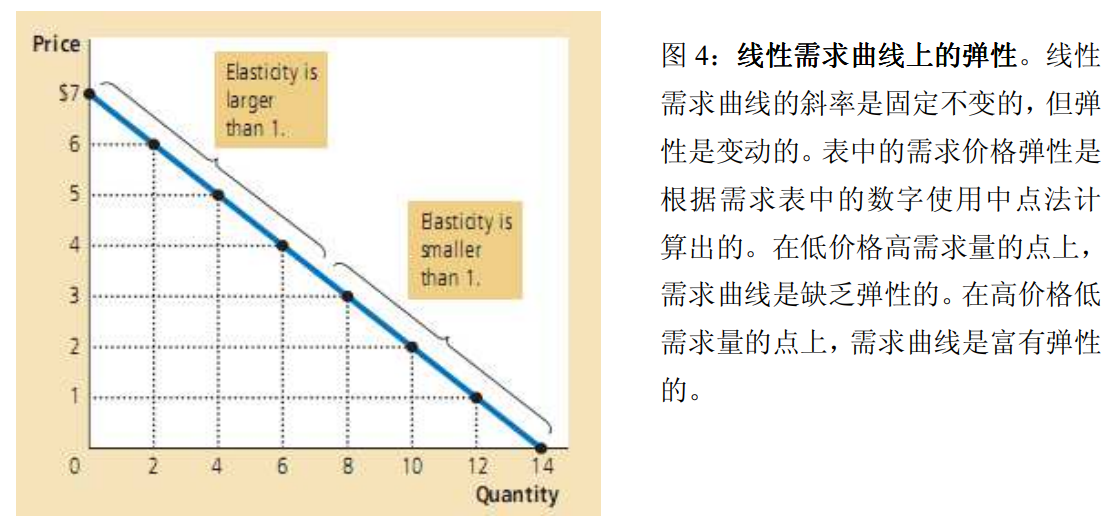 Price
$7
6
5
4
3
2
1
0
2
4
6
8
10
12
14
Quantity
Elasticity is
larger
than 1.
Elasticity is
smaller
than 1.
图 4：线性需求曲线上的弹性。线性
需求曲线的斜率是固定不变的，但弹
性是变动的。表中的需求价格弹性是
根据需求表中的数字使用中点法计
算出的。在低价格高需求量的点上，
需求曲线是缺乏弹性的。在高价格低
需求量的点上，需求曲线是富有弹性
的。